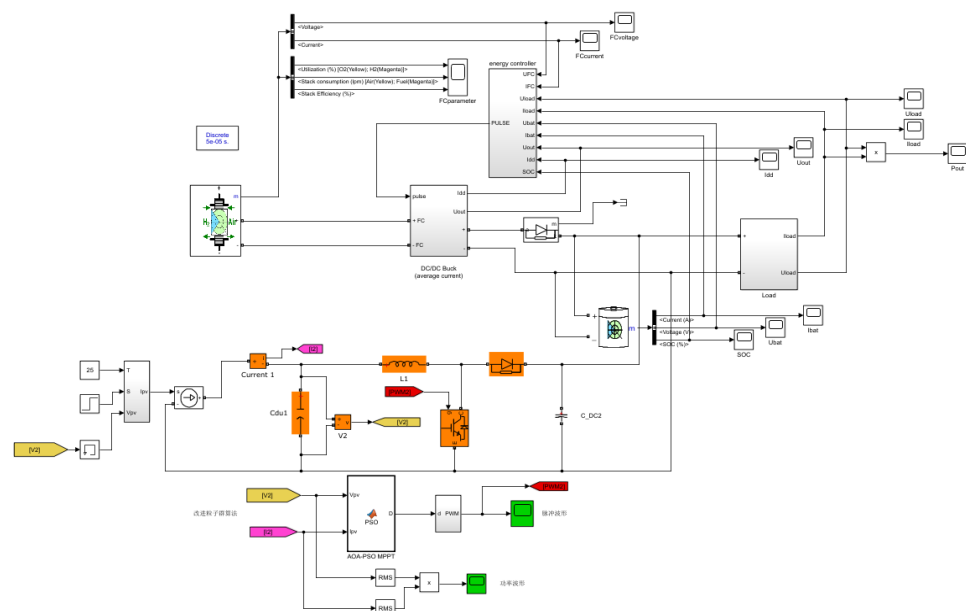 <Voltage>
<Current>
FCvoltage
FCcurrent
<Utilization (%) [O2(Yellow); H2(Magenta)]>
<Stack consumption (lpm) [Air(Yellow); Fuel(Magenta)]>
<Stack Efficiency (%)>
FCparameter
energy controller
UFC
IFC
Uload
Iload
Ubat
Ibat
Uout
Idd
SOC
PULSE
Uload
Iload
Uout
Idd
x
Pout
Discrete
5e-05 s.
m
H2
Air
+
-
pulse
+ FC
- FC
Idd
Uout
+
-
DC/DC Buck
(average current)
m
+
-
Iload
Uload
Load
+
m
<Current (A)>
<Voltage (V)>
<SOC (%)>
Ibat
Ubat
SOC
25
T
S
Vpv
Ipv
s
+
-
[V2]
[I2]
Current 1
L1
Cdu1
V2
[V2]
[PWM2]
C_DC2
改进粒子群算法
[V2]
[I2]
Vpv
Ipv
PSO
D
AOA-PSO MPPT
d
PWM
[PWM2]
脉冲波形
RMS
RMS
x
功率波形